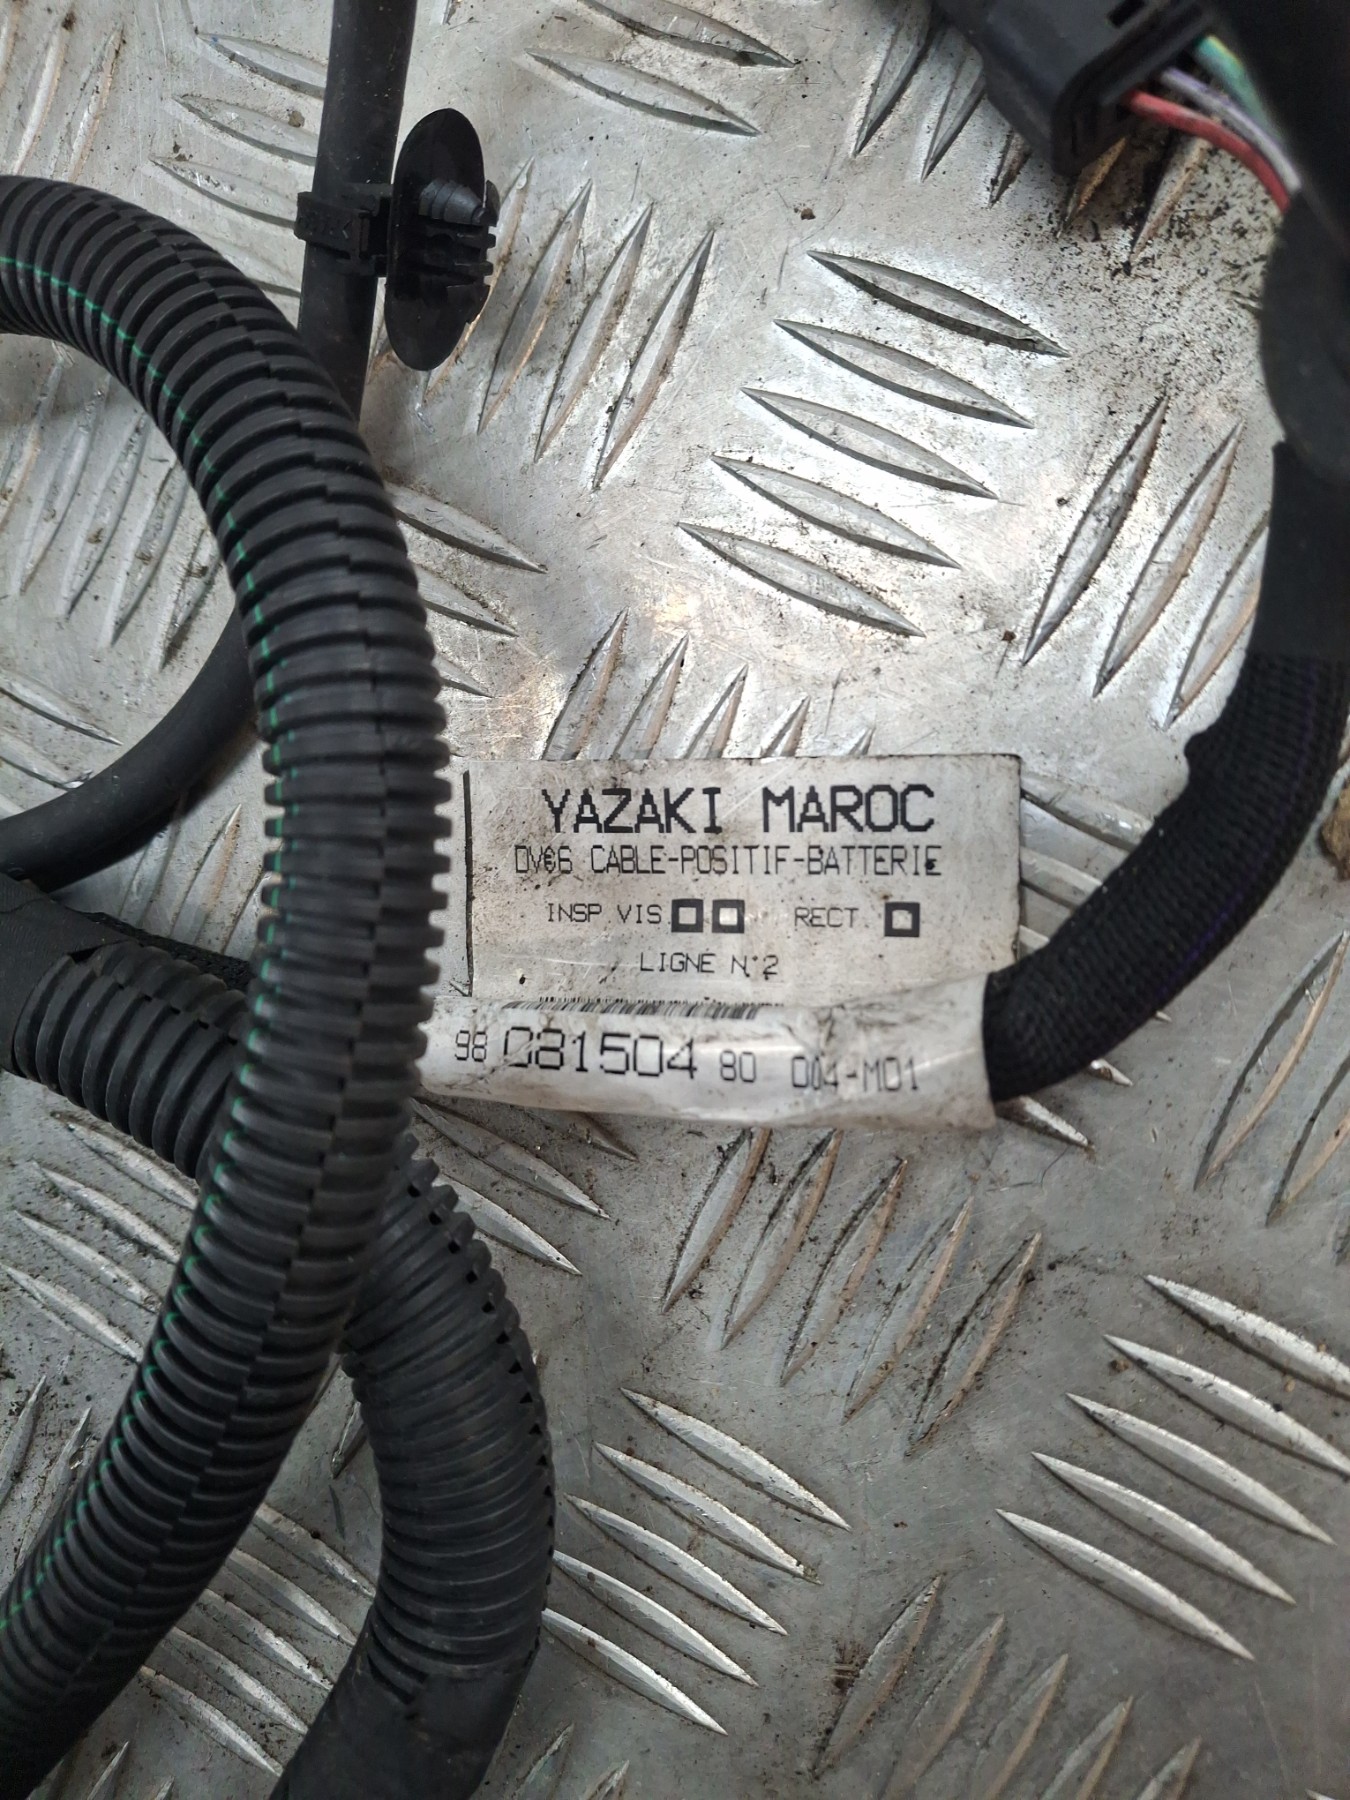 YAZAKI MAROC
DV6 CABLE-POSITIF-BATTERIE
INSP.VIS. RECT.
LIGNE N°2
98 081504 80 004-M01